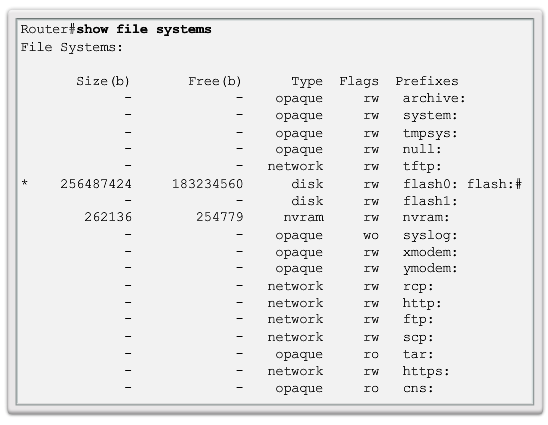 Router#show file systems
File Systems:
Size(b) Free(b) Type Flags Prefixes
- - opaque rw archive:
- - opaque rw system:
- - opaque rw tmpsys:
- - opaque rw null:
- - network rw tftp:
* 256487424 183234560 disk rw flash0: flash:#
- - disk rw flash1:
262136 254779 nvram rw nvram:
- - opaque wo syslog:
- - opaque rw xmodem:
- - opaque rw ymodem:
- - network rw rcp:
- - network rw http:
- - network rw ftp:
- - network rw scp:
- - opaque ro tar:
- - network rw https:
- - opaque ro cns: